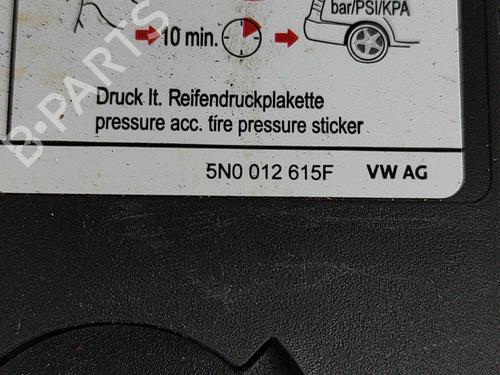 bar/PSI/KPA
10 min.
Druck lt. Reifendruckplakette
pressure acc. tire pressure sticker
5N0 012 615F VW AG
B-PARTS